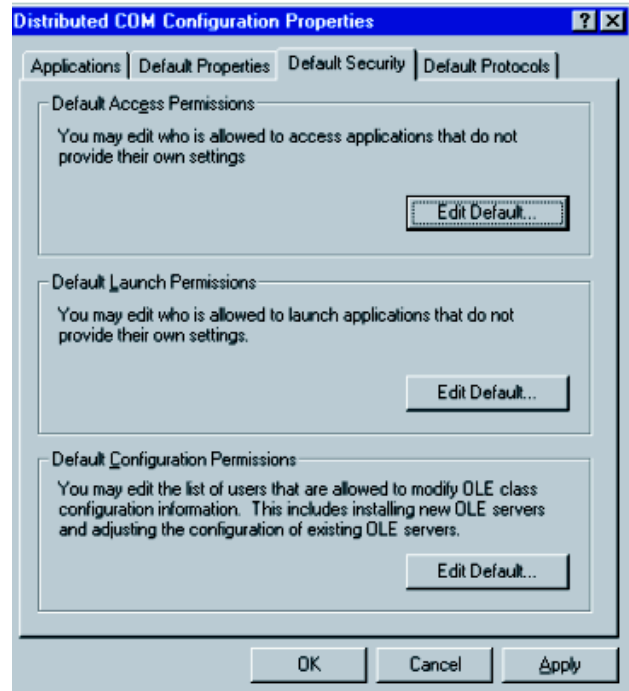 Distributed COM Configuration Properties
Applications Default Properties Default Security Default Protocols
Default Access Permissions
You may edit who is allowed to access applications that do not
provide their own settings
Edit Default...
Default Launch Permissions
You may edit who is allowed to launch applications that do not
provide their own settings.
Edit Default...
Default Configuration Permissions
You may edit the list of users that are allowed to modify OLE class
configuration information. This includes installing new OLE servers
and adjusting the configuration of existing OLE servers.
Edit Default...
OK Cancel Apply